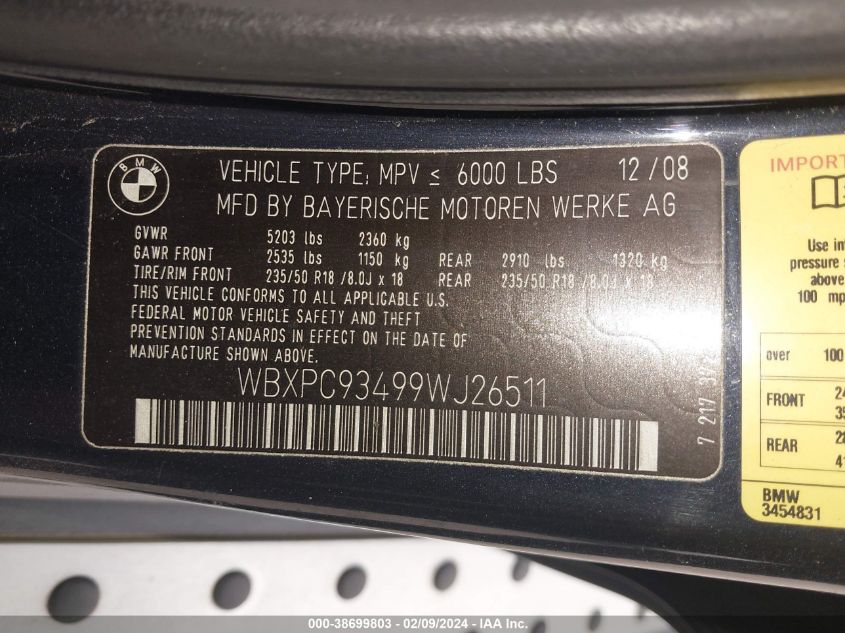 BMW
VEHICLE TYPE: MPV ≤ 6000 LBS 12/08
MFD BY BAYERISCHE MOTOREN WERKE AG
GVWR 5203 lbs 2360 kg
GAWR FRONT 2535 lbs 1150 kg REAR 2910 lbs 1320 kg
TIRE/RIM FRONT 235/50 R18 /8.0J x 18 REAR 235/50 R18 /8.0J x 18
THIS VEHICLE CONFORMS TO ALL APPLICABLE U.S.
FEDERAL MOTOR VEHICLE SAFETY AND THEFT
PREVENTION STANDARDS IN EFFECT ON THE DATE OF
MANUFACTURE SHOWN ABOVE.
WBXPC93499WJ26511
7 217
IMPORT
Use
pressure
above
100
over 100
FRONT
REAR
BMW
3454831
000-38699803 - 02/09/2024 - IAA Inc.